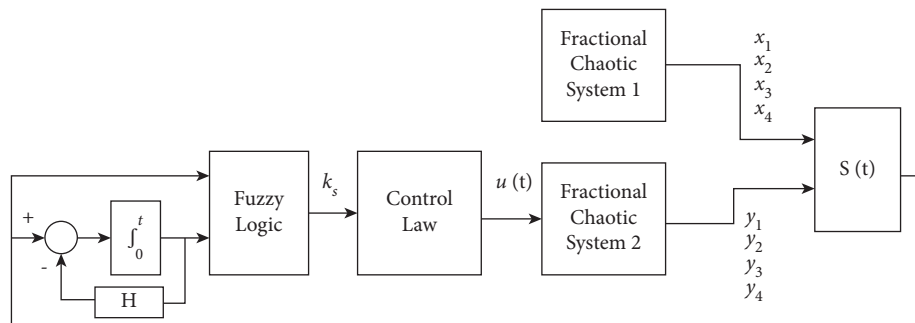 Fractional
Chaotic
System 1
x₁
x₂
x₃
x₄
S (t)
Fuzzy
Logic
kₛ
Control
Law
u (t)
Fractional
Chaotic
System 2
y₁
y₂
y₃
y₄
+
-
∫₀ᵗ
H